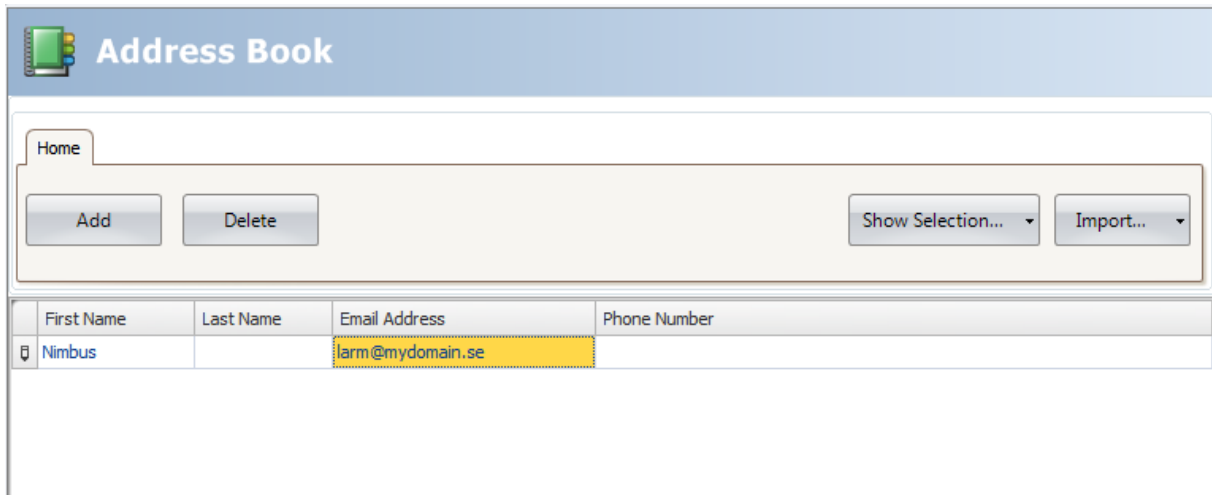 Address Book
Home
Add Delete Show Selection... Import...
First Name Last Name Email Address Phone Number
Nimbus larm@mydomain.se